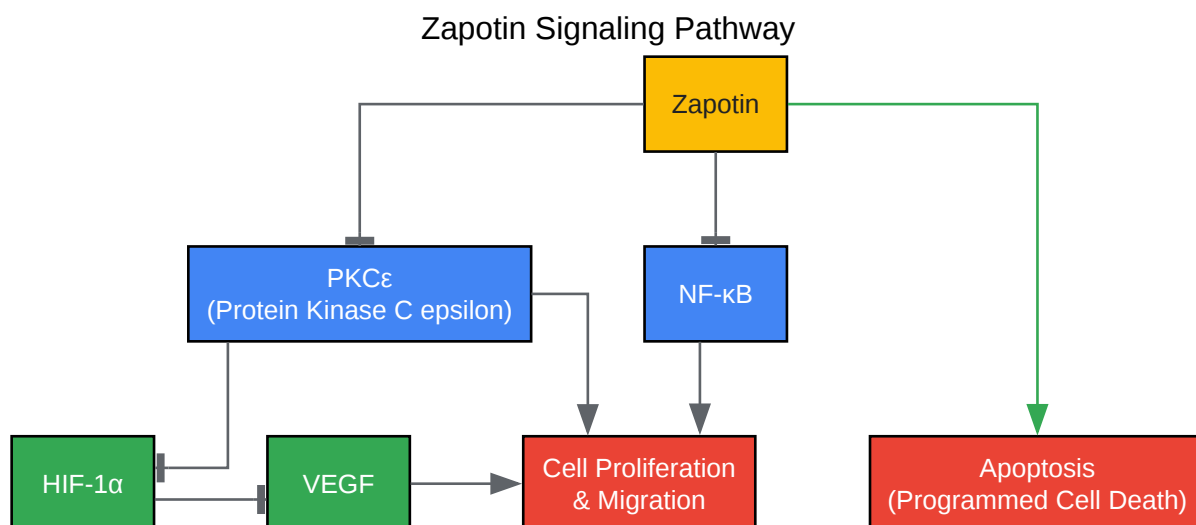 Zapotin Signaling Pathway
Zapotin
PKCε
(Protein Kinase C epsilon)
NF-κB
HIF-1α
VEGF
Cell Proliferation
& Migration
Apoptosis
(Programmed Cell Death)